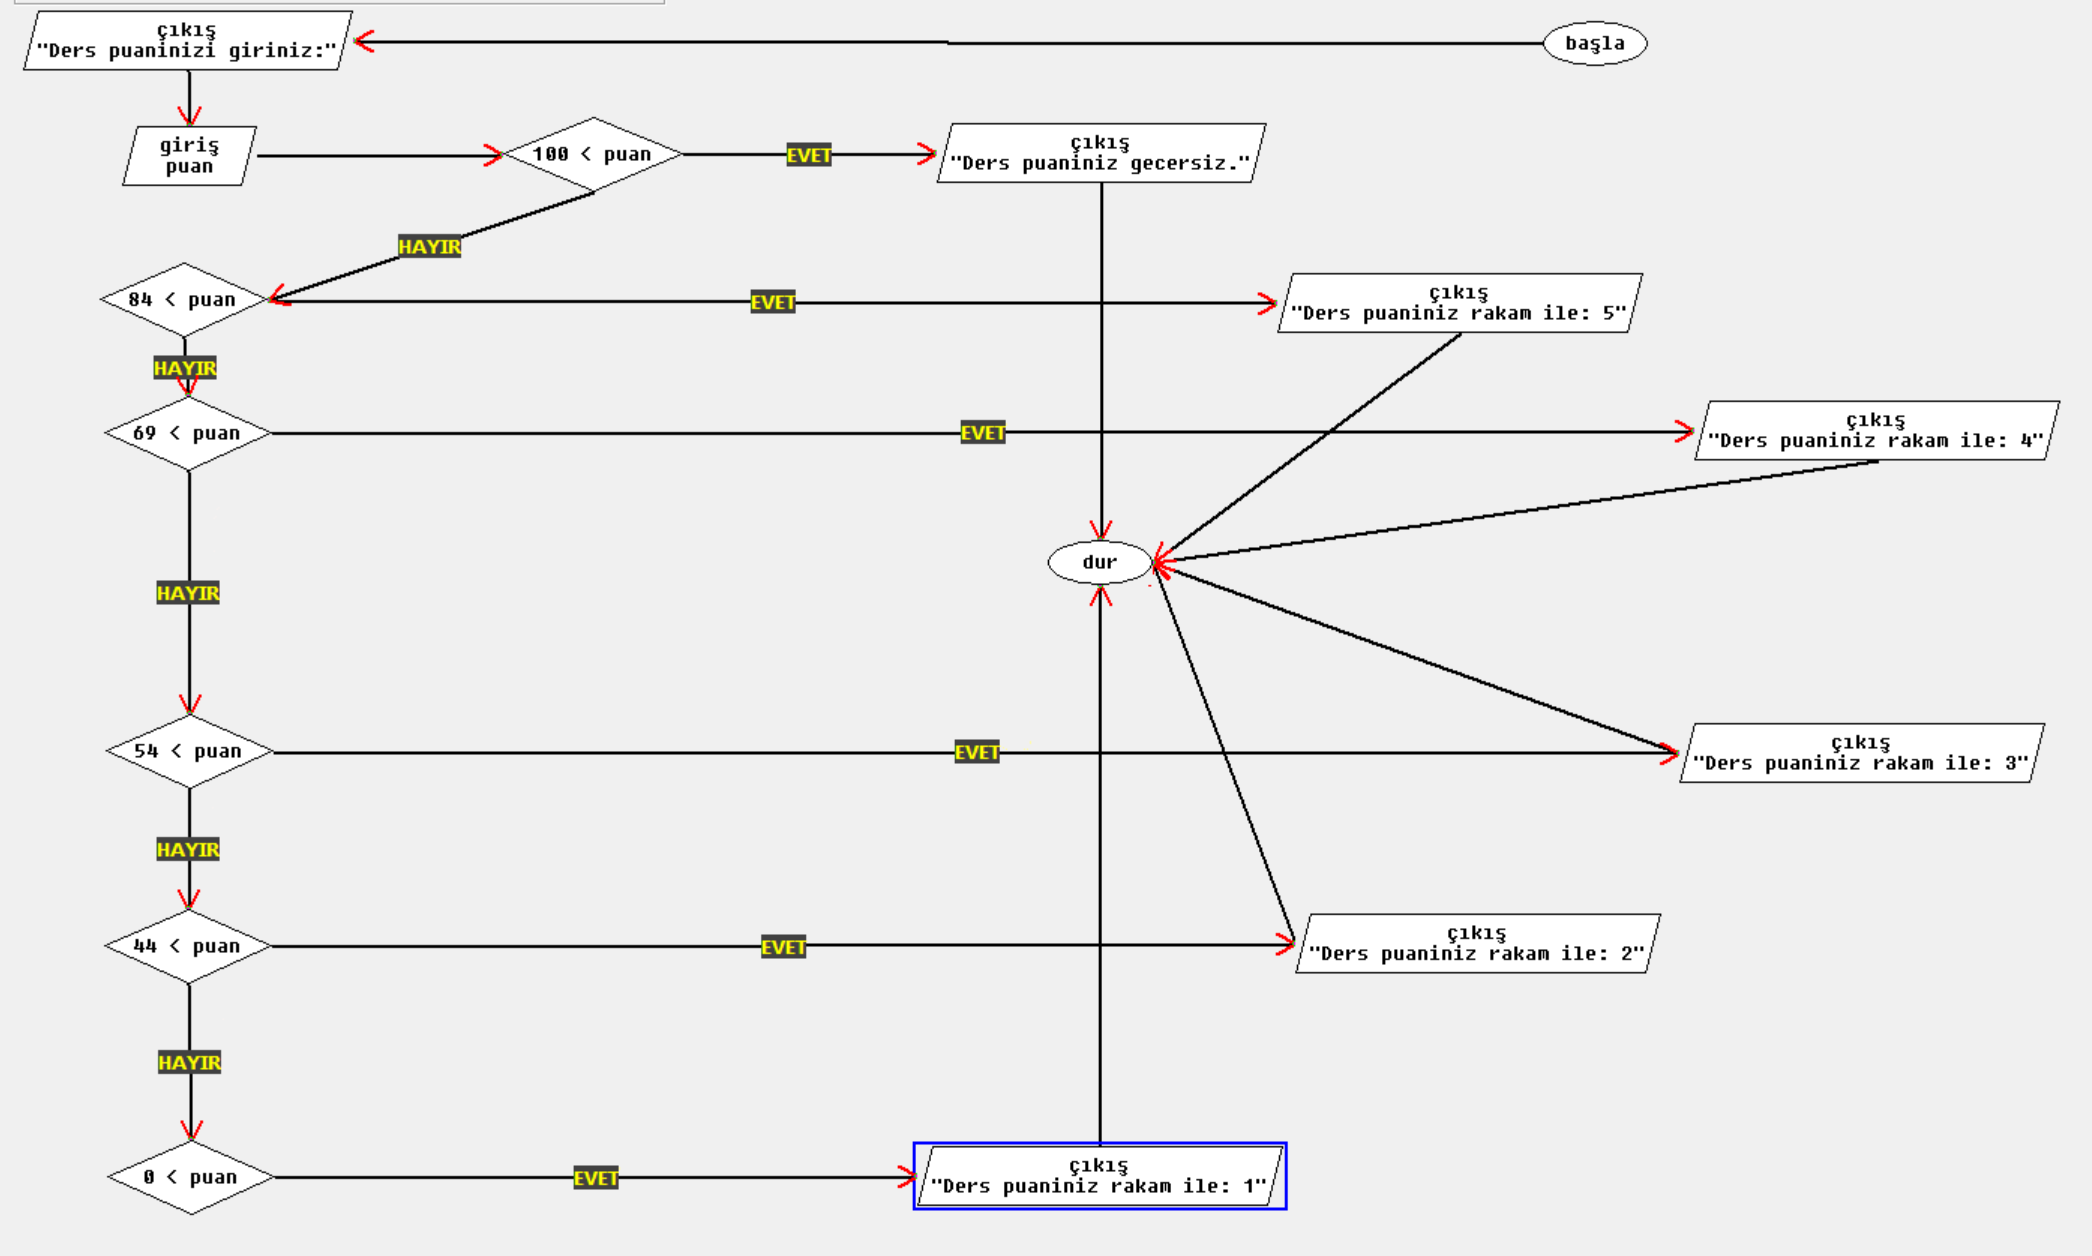 çıkış
"Ders puaninizi giriniz:"
başla
giriş
puan
100 < puan
EVET
çıkış
"Ders puaniniz gecersiz."
HAYIR
84 < puan
EVET
çıkış
"Ders puaniniz rakam ile: 5"
HAYIR
69 < puan
EVET
çıkış
"Ders puaniniz rakam ile: 4"
dur
HAYIR
54 < puan
EVET
çıkış
"Ders puaniniz rakam ile: 3"
HAYIR
44 < puan
EVET
çıkış
"Ders puaniniz rakam ile: 2"
HAYIR
0 < puan
EVET
çıkış
"Ders puaniniz rakam ile: 1"